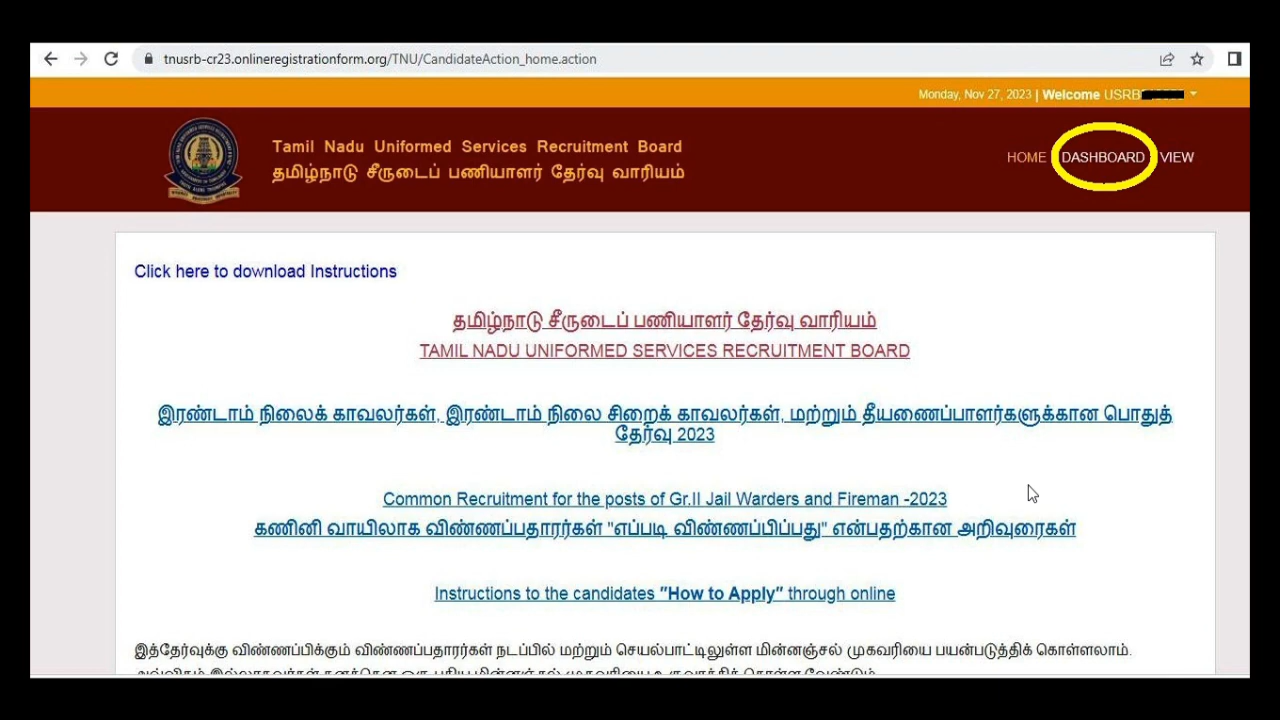 tnusrb-cr23.onlineregistrationform.org/TNU/CandidateAction_home.action
Monday, Nov 27, 2023 | Welcome USRB
Tamil Nadu Uniformed Services Recruitment Board
தமிழ்நாடு சீருடைப் பணியாளர் தேர்வு வாரியம்
HOME DASHBOARD VIEW
Click here to download Instructions
தமிழ்நாடு சீருடைப் பணியாளர் தேர்வு வாரியம்
TAMIL NADU UNIFORMED SERVICES RECRUITMENT BOARD
இரண்டாம் நிலைக் காவலர்கள், இரண்டாம் நிலை சிறைக் காவலர்கள், மற்றும் தீயணைப்பாளர்களுக்கான பொதுத்
தேர்வு 2023
Common Recruitment for the posts of Gr.II Jail Warders and Fireman -2023
கணினி வாயிலாக விண்ணப்பதாரர்கள் "எப்படி விண்ணப்பிப்பது" என்பதற்கான அறிவுரைகள்
Instructions to the candidates "How to Apply" through online
இத்தேர்வுக்கு விண்ணப்பிக்கும் விண்ணப்பதாரர்கள் நடப்பில் மற்றும் செயல்பாட்டிலுள்ள மின்னஞ்சல் முகவரியை பயன்படுத்திக் கொள்ளலாம்.